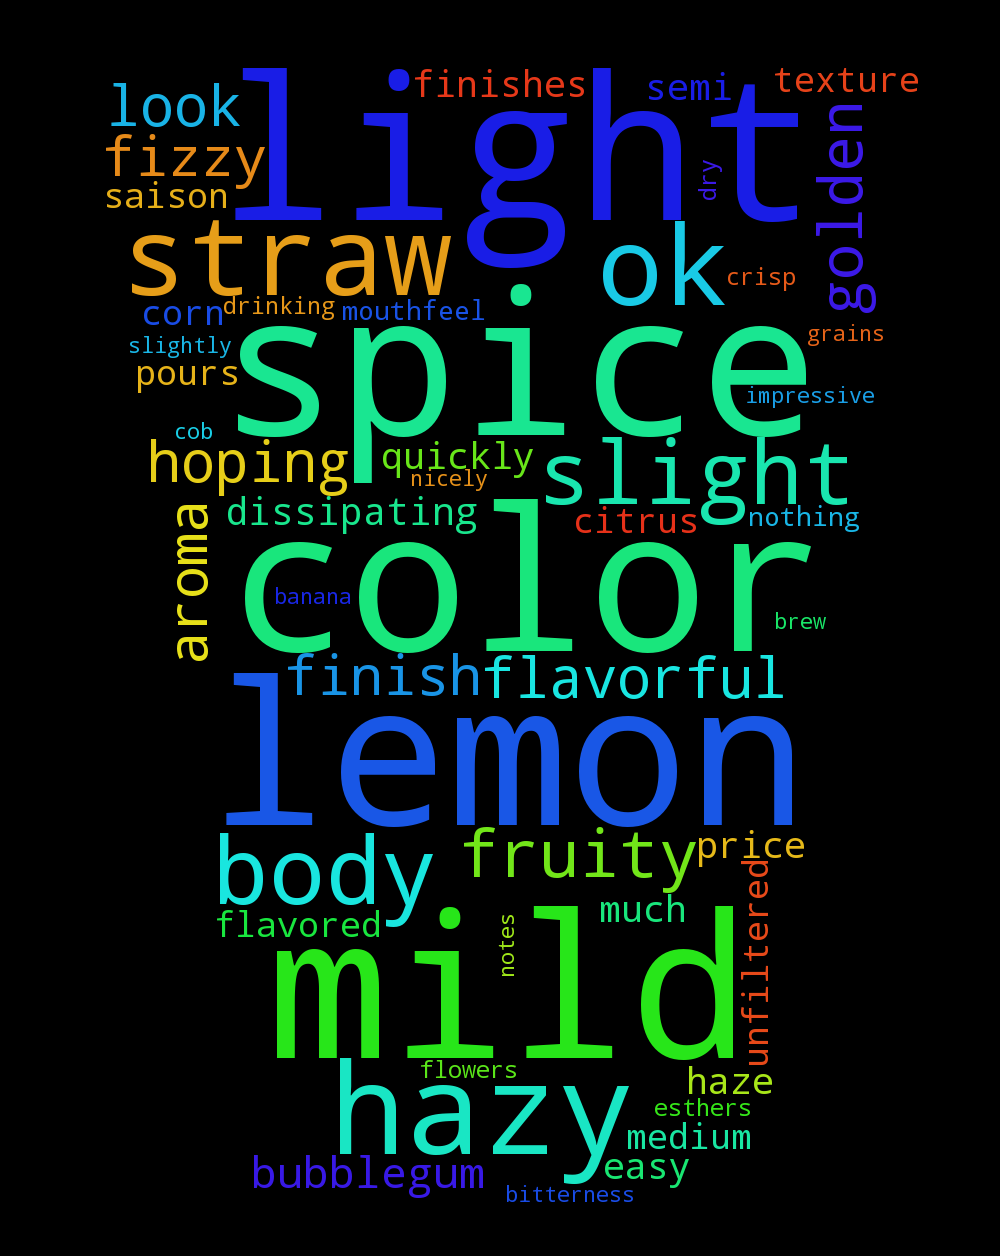 light
finishes
semi
texture
look
fizzy
dry
golden
saison
straw
ok
crisp
corn
drinking
mouthfeel
spice
grains
slightly
pours
impressive
cob
hoping
quickly
nicely
slight
aroma
dissipating
citrus
nothing
color
banana
brew
finish
flavorful
lemon
body
fruity
price
unfiltered
flavored
much
notes
mild
flowers
hazy
haze
esthers
medium
easy
bubblegum
bitterness